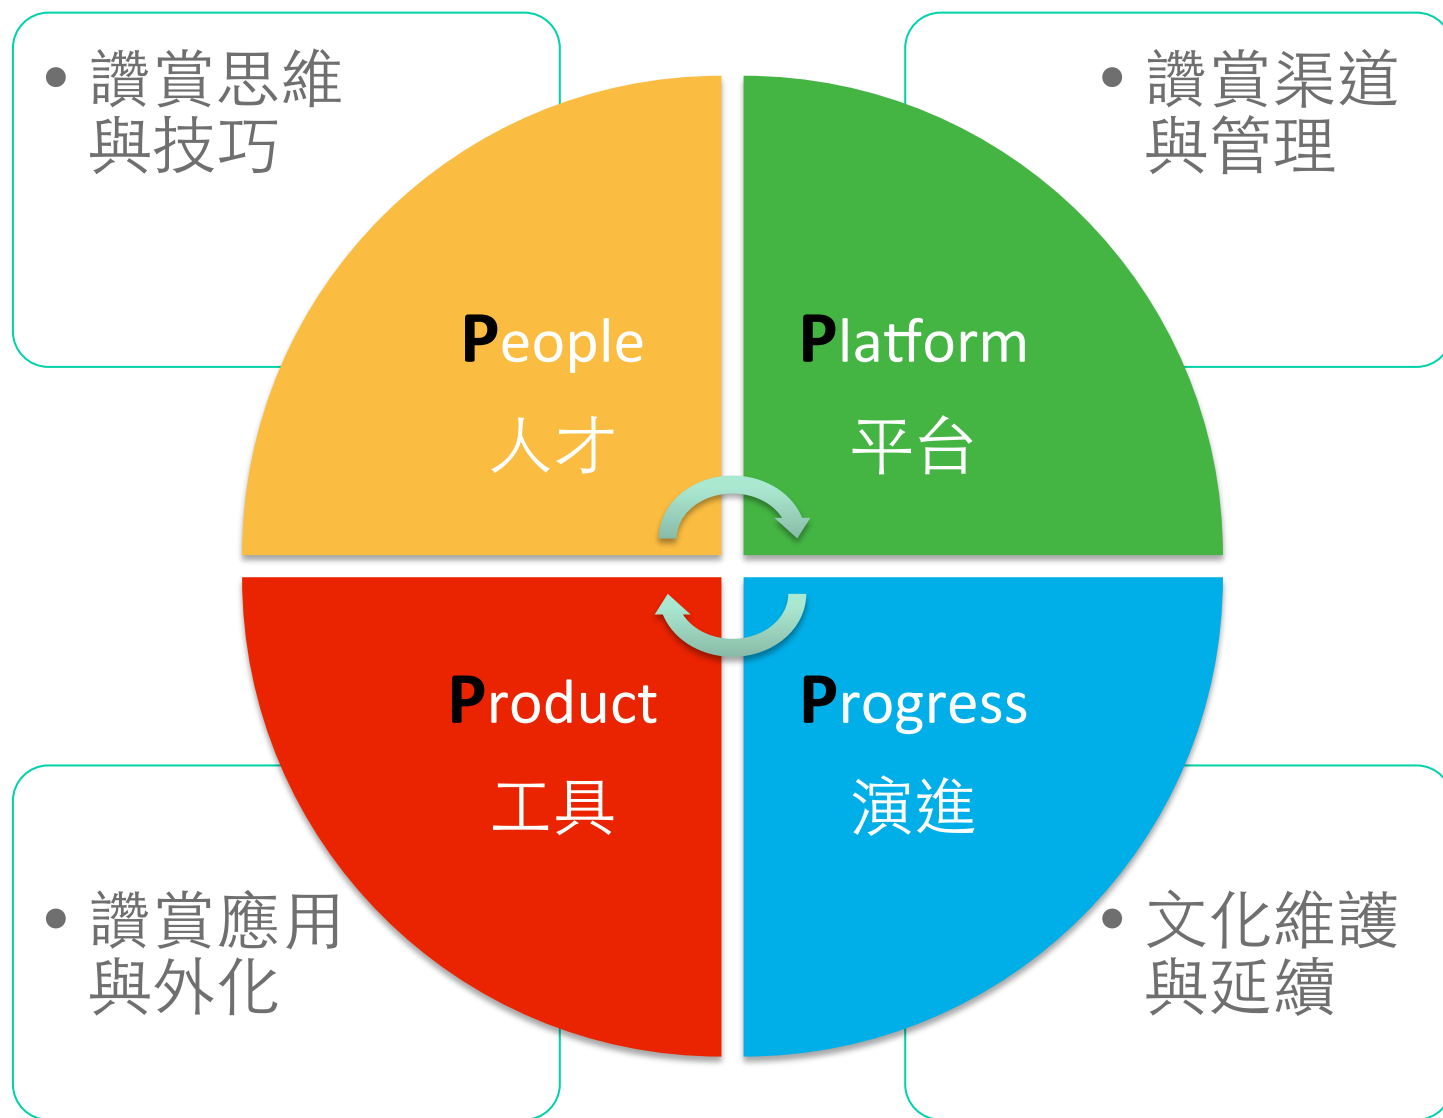 • 讚賞思維
與技巧
• 讚賞渠道
與管理
People
人才
Platform
平台
Product
工具
Progress
演進
• 讚賞應用
與外化
• 文化維護
與延續